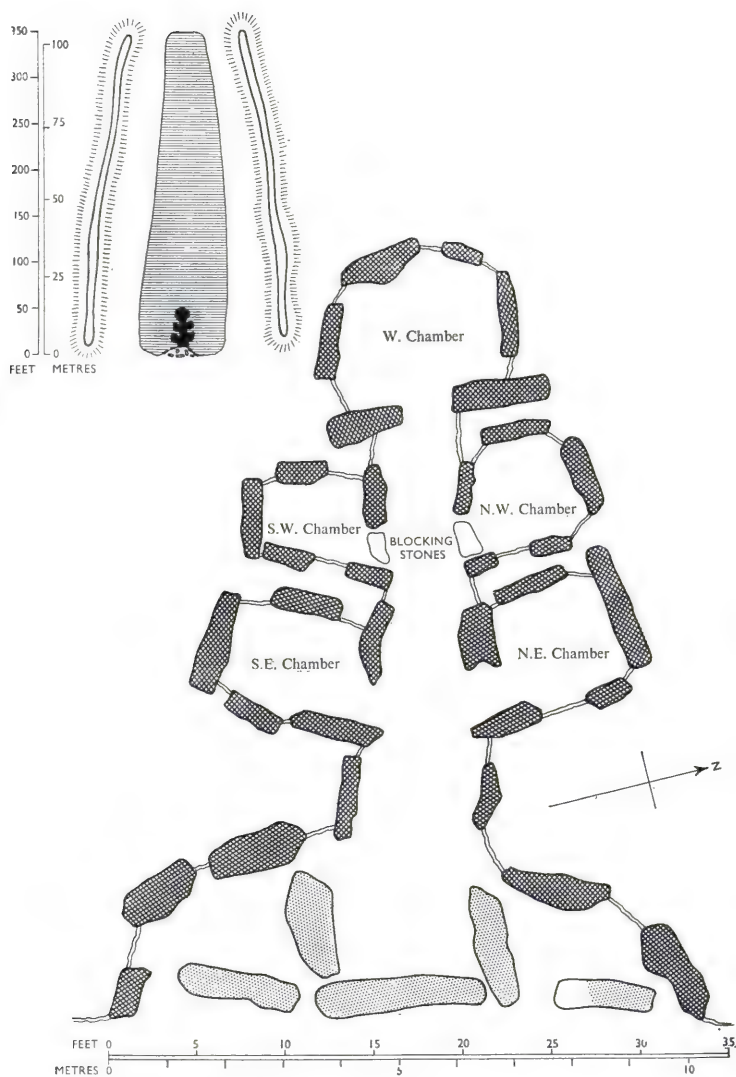 350
300
250
200
150
100
50
0
FEET
100
75
50
25
0
METRES
W. Chamber
S.W. Chamber
N.W. Chamber
BLOCKING
STONES
S.E. Chamber
N.E. Chamber
N
FEET 0 5 10 15 20 25 30 35
METRES 0 5 10